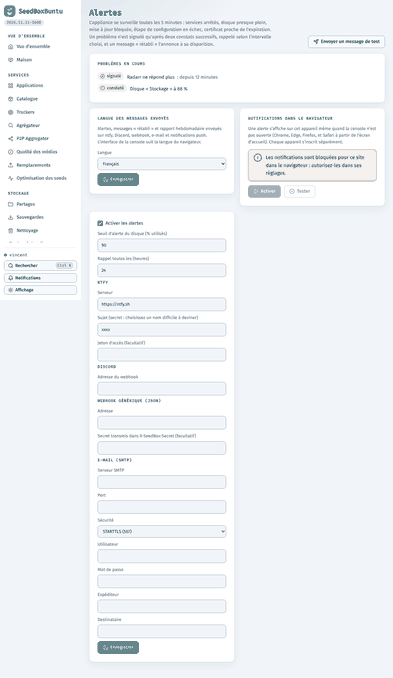 SeedBoxBuntu
2026.11.11-5600
VUE D'ENSEMBLE
Vue d'ensemble
Maison
SERVICES
Applications
Catalogue
Trackers
Agrégateur
P2P Aggregator
Qualité des médias
Remplacements
Optimisation des seeds
STOCKAGE
Partages
Sauvegardes
Nettoyage
vincent
Rechercher
Ctrl K
Notifications
Affichage
Alertes
L'appliance se surveille toutes les 5 minutes : services arrêtés, disque presque plein,
mise à jour bloquée, étape de configuration en échec, certificat proche de l'expiration.
Un problème n'est signalé qu'après deux constats successifs, rappelé selon l'intervalle
choisi, et un message « rétabli » l'annonce à sa disparition.
Envoyer un message de test
PROBLÈMES EN COURS
signalé
Radarr ne répond plus : depuis 12 minutes
constaté
Disque « Stockage » à 88 %
LANGUE DES MESSAGES ENVOYÉS
Alertes, messages « rétabli » et rapport hebdomadaire envoyés
sur ntfy, Discord, webhook, e-mail et notifications push.
L'interface de la console suit la langue du navigateur.
Langue
Français
Enregistrer
NOTIFICATIONS DANS LE NAVIGATEUR
Une alerte s'affiche sur cet appareil même quand la console n'est
pas ouverte (Chrome, Edge, Firefox, et Safari à partir de l'écran
d'accueil). Chaque appareil s'inscrit séparément.
Les notifications sont bloquées pour ce site
dans le navigateur : autorisez-les dans ses
réglages.
Activer
Tester
Activer les alertes
Seuil d'alerte du disque (% utilisés)
90
Rappel toutes les (heures)
24
NTFY
Serveur
https://ntfy.sh
Sujet (secret : choisissez un nom difficile à deviner)
Jeton d'accès (facultatif)
DISCORD
Adresse du webhook
WEBHOOK GÉNÉRIQUE (JSON)
Adresse
Secret transmis dans X-SeedBox-Secret (facultatif)
E-MAIL (SMTP)
Serveur SMTP
Port
Sécurité
STARTTLS (587)
Utilisateur
Mot de passe
Expéditeur
Destinataire
Enregistrer